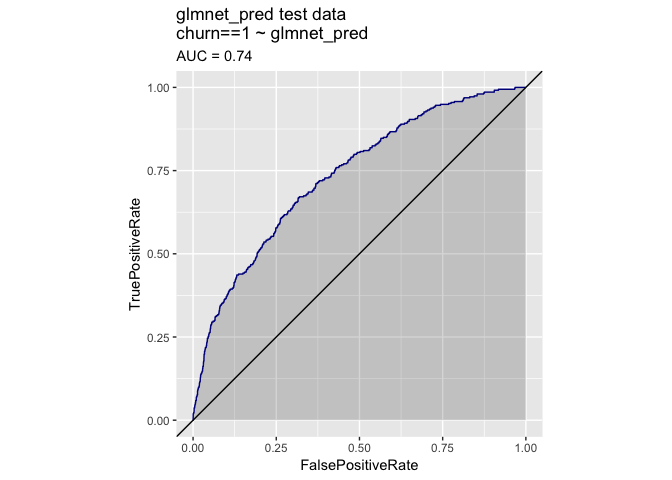 glmnet_pred test data
churn==1 ~ glmnet_pred
AUC = 0.74
1.00
0.75
0.50
0.25
0.00
TruePositiveRate
0.00 0.25 0.50 0.75 1.00
FalsePositiveRate